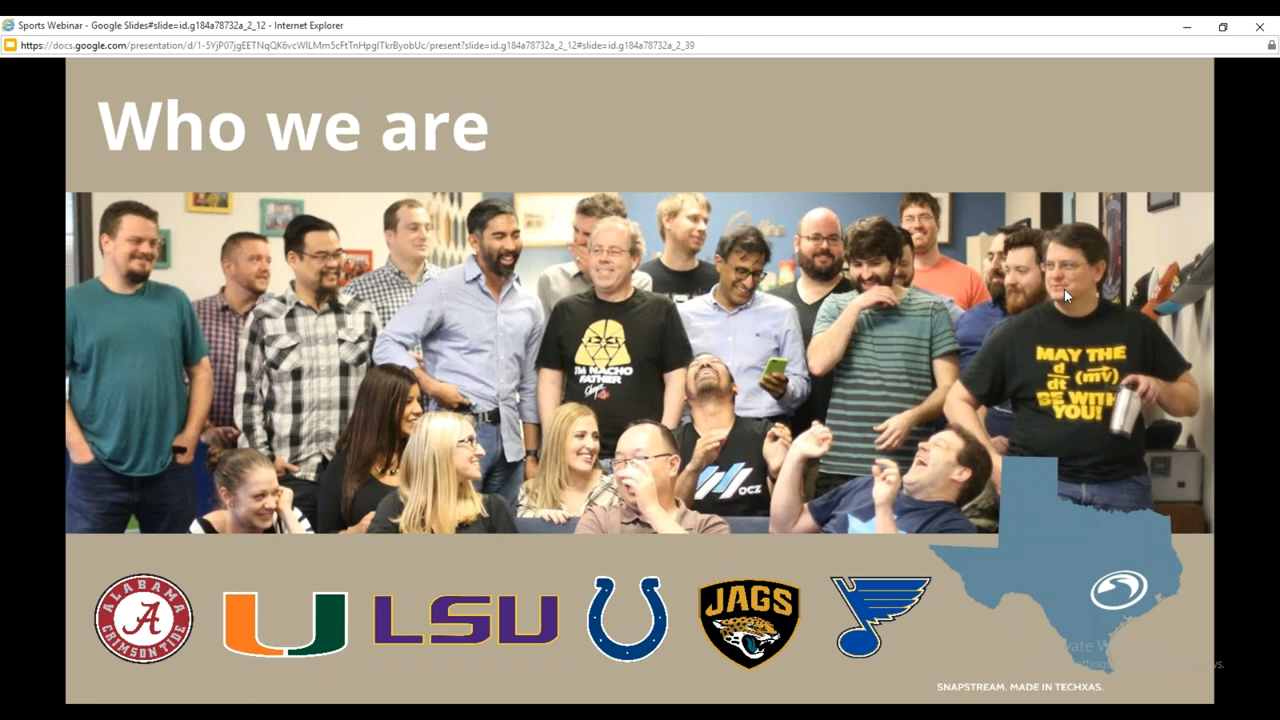 Sports Webinar - Google Slides#slide=id.g184a78732a_2_12 - Internet Explorer
https://docs.google.com/presentation/d/1-5YjP07jgEETNqQK6vcWILMm5cFtTnHpglTkrByobUc/present?slide=id.g184a78732a_2_12#slide=id.g184a78732a_2_39
Who we are
I'M NACHO
FATHER
MAY THE
d
dt (mv)
BE WITH
YOU!
OCZ
ALABAMA
A
CRIMSON TIDE
U
LSU
JAGS
SNAPSTREAM. MADE IN TECHXAS.